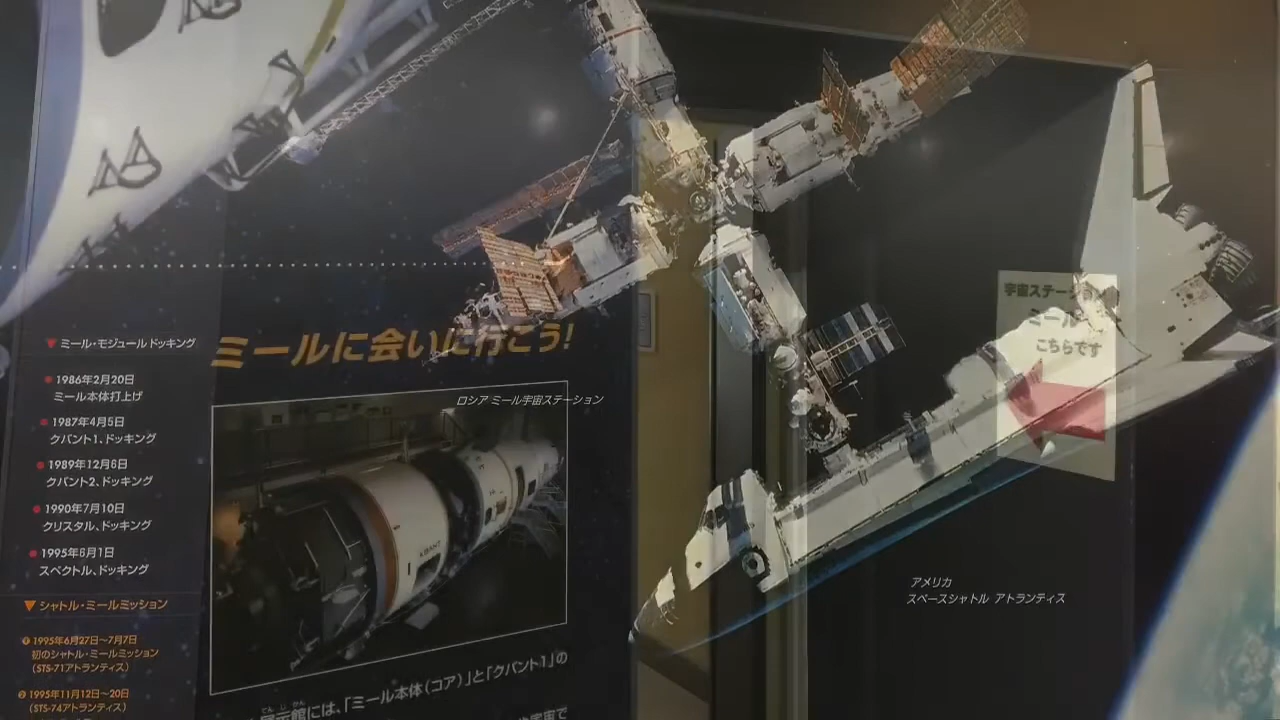 ▼ミール・モジュールドッキング
1986年2月20日
ミール本体打上げ
1987年4月5日
クバント1、ドッキング
1989年12月6日
クバント2、ドッキング
1990年7月10日
クリスタル、ドッキング
1995年6月1日
スペクトル、ドッキング
▼シャトル・ミールミッション
❶1995年6月27日～7月7日
初のシャトル・ミールミッション
(STS-71アトランティス)
❷1995年11月12日～20日
(STS-74アトランティス)
ミールに会いに行こう!
ロシア ミール宇宙ステーション
展示館には、「ミール本体(コア)」と「クバント1」の
宇宙ステーション
ミール
こちらです
アメリカ
スペースシャトル アトランティス